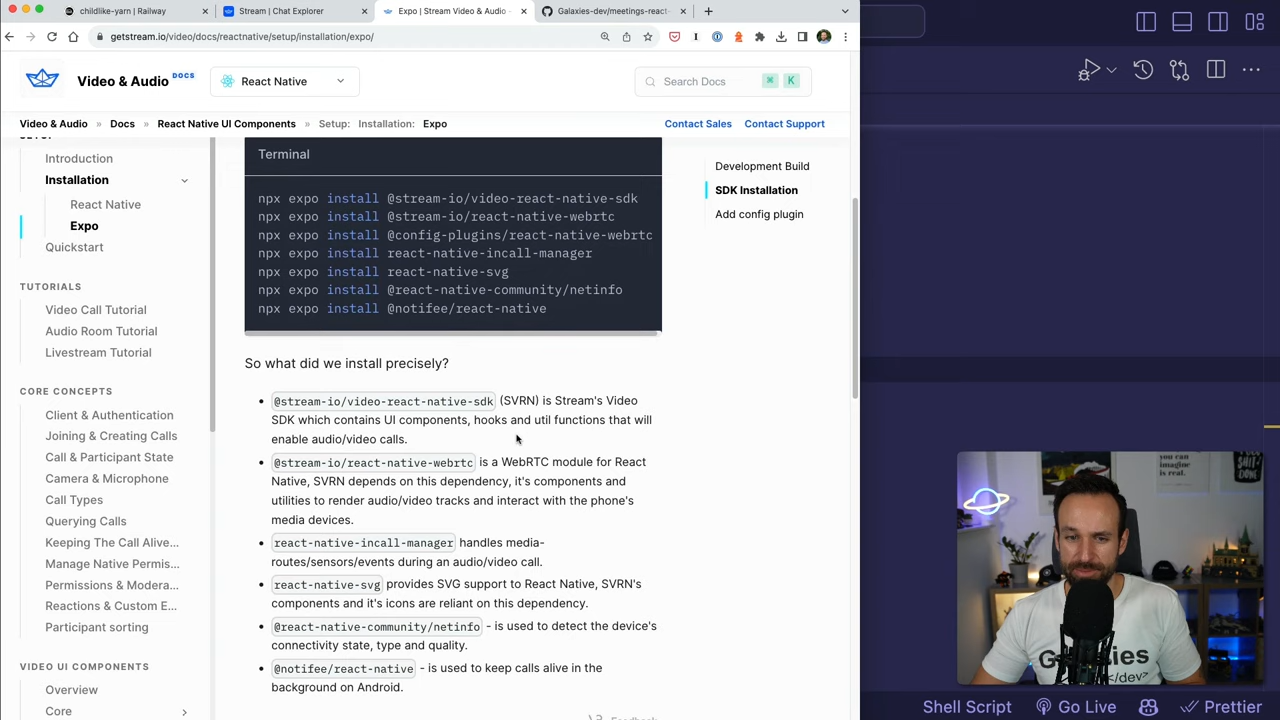 childlike-yarn | Railway
Stream | Chat Explorer
Expo | Stream Video & Audio -
Galaxies-dev/meetings-react-
getstream.io/video/docs/reactnative/setup/installation/expo/
Video & Audio DOCS
React Native
Search Docs
⌘ K
Video & Audio » Docs » React Native UI Components » Setup: Installation: Expo
Contact Sales
Contact Support
SETUP
Introduction
Installation
React Native
Expo
Quickstart
TUTORIALS
Video Call Tutorial
Audio Room Tutorial
Livestream Tutorial
CORE CONCEPTS
Client & Authentication
Joining & Creating Calls
Call & Participant State
Camera & Microphone
Call Types
Querying Calls
Keeping The Call Alive...
Manage Native Permis...
Permissions & Modera...
Reactions & Custom E...
Participant sorting
VIDEO UI COMPONENTS
Overview
Core
Terminal
npx expo install @stream-io/video-react-native-sdk
npx expo install @stream-io/react-native-webrtc
npx expo install @config-plugins/react-native-webrtc
npx expo install react-native-incall-manager
npx expo install react-native-svg
npx expo install @react-native-community/netinfo
npx expo install @notifee/react-native
So what did we install precisely?
• @stream-io/video-react-native-sdk (SVRN) is Stream's Video
SDK which contains UI components, hooks and util functions that will
enable audio/video calls.
• @stream-io/react-native-webrtc is a WebRTC module for React
Native, SVRN depends on this dependency, it's components and
utilities to render audio/video tracks and interact with the phone's
media devices.
• react-native-incall-manager handles media-
routes/sensors/events during an audio/video call.
• react-native-svg provides SVG support to React Native, SVRN's
components and it's icons are reliant on this dependency.
• @react-native-community/netinfo - is used to detect the device's
connectivity state, type and quality.
• @notifee/react-native - is used to keep calls alive in the
background on Android.
Feedback
Development Build
SDK Installation
Add config plugin
Galaxies
</dev>
Shell Script
Go Live
Prettier